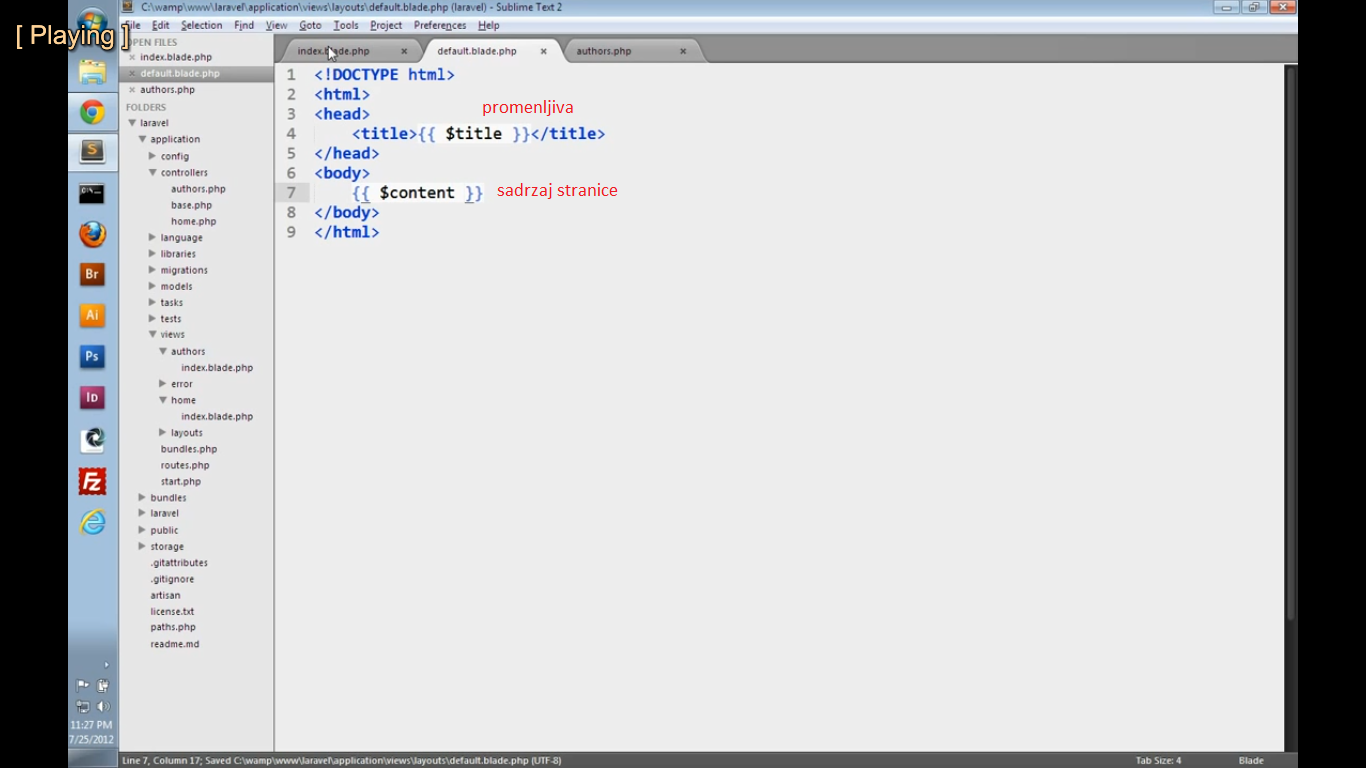 C:\wamp\www\laravel\application\views\layouts\default.blade.php (laravel) - Sublime Text 2
[ Playing ]
File Edit Selection Find View Goto Tools Project Preferences Help
OPEN FILES
index.blade.php
default.blade.php
authors.php
FOLDERS
laravel
application
config
controllers
authors.php
base.php
home.php
language
libraries
migrations
models
tasks
tests
views
authors
index.blade.php
error
home
index.blade.php
layouts
bundles.php
routes.php
start.php
bundles
laravel
public
storage
.gitattributes
.gitignore
artisan
license.txt
paths.php
readme.md
index.blade.php
default.blade.php
authors.php
1 <!DOCTYPE html>
2 <html>
3 <head>
promenljiva
4 <title>{{ $title }}</title>
5 </head>
6 <body>
7 {{ $content }} sadrzaj stranice
8 </body>
9 </html>
Br
Ai
Ps
Id
Fz
11:27 PM
7/25/2012
Line 7, Column 17; Saved C:\wamp\www\laravel\application\views\layouts\default.blade.php (UTF-8)
Tab Size: 4
Blade